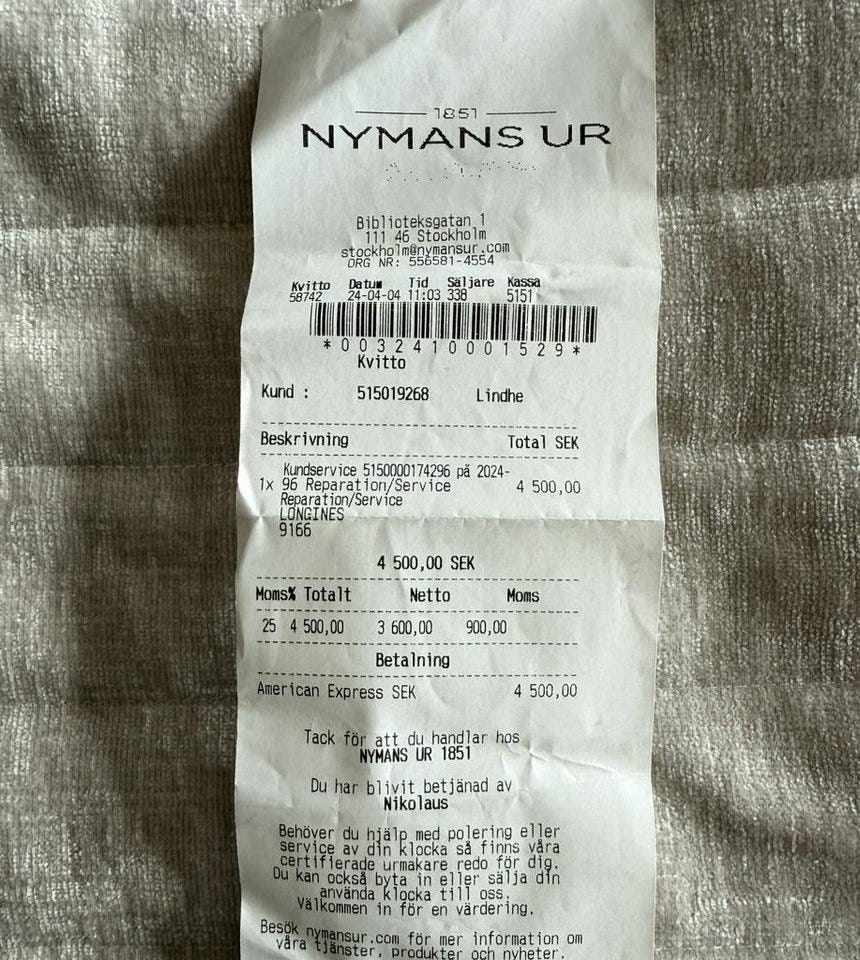 1851
NYMANS UR
Biblioteksgatan 1
111 46 Stockholm
stockholm@nymansur.com
ORG NR: 556581-4554
Kvitto Datum Tid Säljare Kassa
58742 24-04-04 11:03 338 5151
*0032410001529*
Kvitto
Kund : 515019268 Lindhe
Beskrivning Total SEK
Kundservice 5150000174296 på 2024-
1x 96 Reparation/Service 4 500,00
Reparation/Service
LONGINES
9166
4 500,00 SEK
Moms% Totalt Netto Moms
25 4 500,00 3 600,00 900,00
Betalning
American Express SEK 4 500,00
Tack för att du handlar hos
NYMANS UR 1851
Du har blivit betjänad av
Nikolaus
Behöver du hjälp med polering eller
service av din klocka så finns våra
certifierade urmakare redo för dig.
Du kan också byta in eller sälja din
använda klocka till oss.
Välkommen in för en värdering.
Besök nymansur.com för mer information om
våra tjänster, produkter och nyheter.